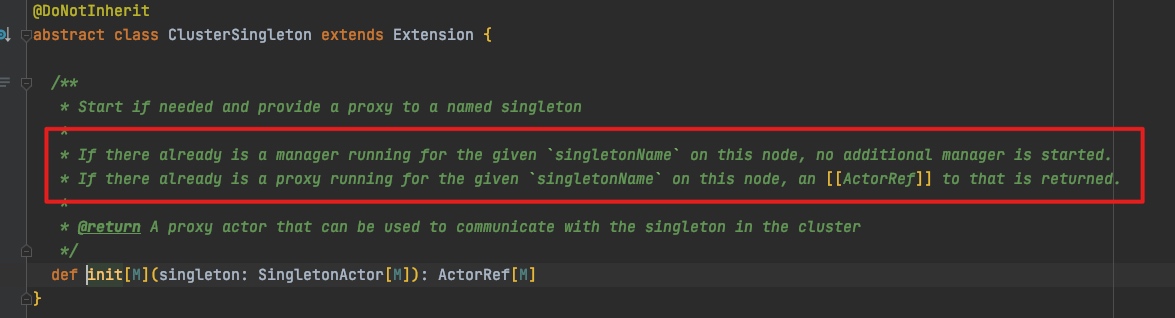 @DoNotInherit
abstract class ClusterSingleton extends Extension {
/**
* Start if needed and provide a proxy to a named singleton
*
* If there already is a manager running for the given `singletonName` on this node, no additional manager is started.
* If there already is a proxy running for the given `singletonName` on this node, an [[ActorRef]] to that is returned.
*
* @return A proxy actor that can be used to communicate with the singleton in the cluster
*/
def init[M](singleton: SingletonActor[M]): ActorRef[M]
}